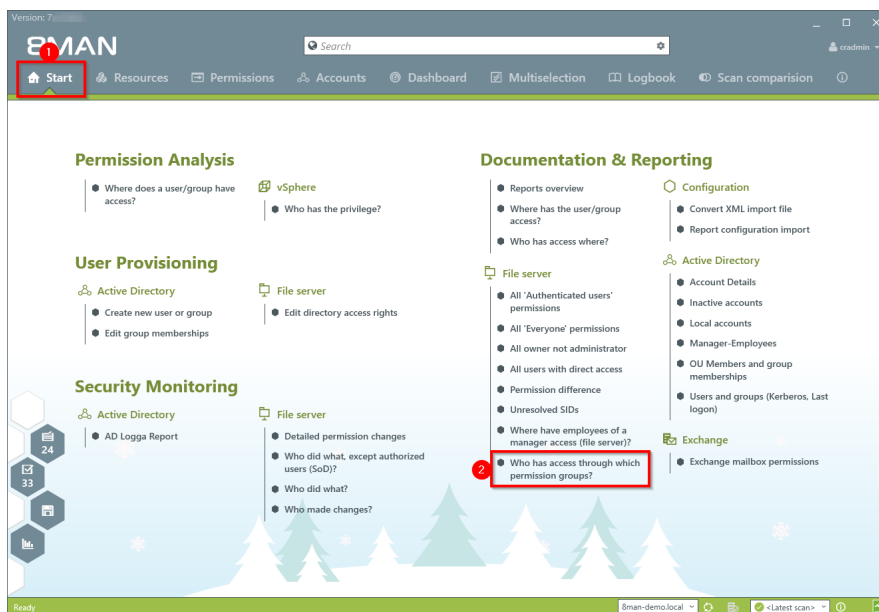 Version: 7
8MAN
Search
cradmin
1
Start
Resources
Permissions
Accounts
Dashboard
Multiselection
Logbook
Scan comparision
Permission Analysis
Where does a user/group have
access?
vSphere
Who has the privilege?
User Provisioning
Active Directory
Create new user or group
Edit group memberships
File server
Edit directory access rights
Security Monitoring
Active Directory
AD Logga Report
File server
Detailed permission changes
Who did what, except authorized
users (SoD)?
Who did what?
Who made changes?
24
33
Documentation & Reporting
Reports overview
Where has the user/group
access?
Who has access where?
File server
All 'Authenticated users'
permissions
All 'Everyone' permissions
All owner not administrator
All users with direct access
Permission difference
Unresolved SIDs
Where have employees of a
manager access (file server)?
2
Who has access through which
permission groups?
Configuration
Convert XML import file
Report configuration import
Active Directory
Account Details
Inactive accounts
Local accounts
Manager-Employees
OU Members and group
memberships
Users and groups (Kerberos, Last
logon)
Exchange
Exchange mailbox permissions
Ready
8man-demo.local
<Latest scan>